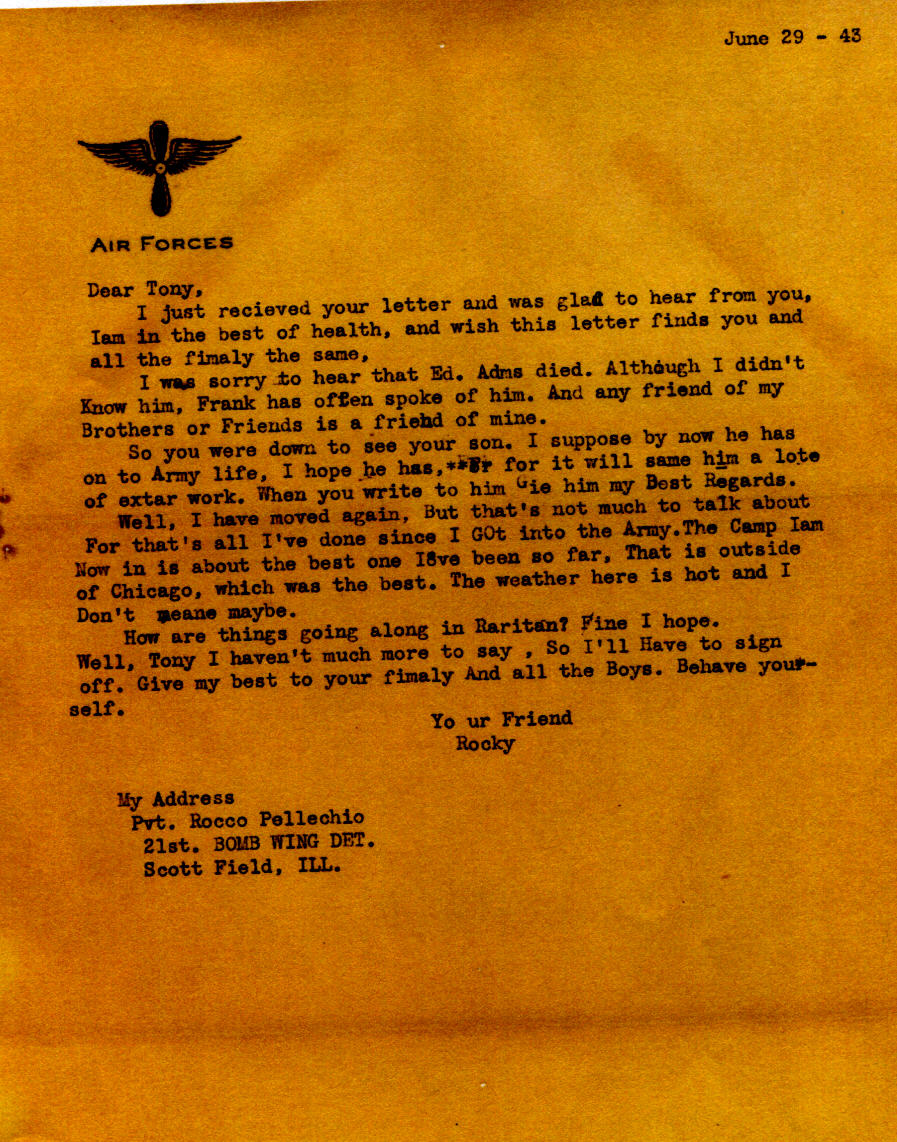 June 29 - 43
AIR FORCES
Dear Tony,
I just recieved your letter and was glad to hear from you,
Iam in the best of health, and wish this letter finds you and
all the fimaly the same,
I was sorry to hear that Ed. Adms died. Although I didn't
Know him, Frank has often spoke of him. And any friend of my
Brothers or Friends is a friend of mine.
So you were down to see your son. I suppose by now he has
on to Army life, I hope he has, for it will same him a lote
of extar work. When you write to him Gie him my Best Regards.
Well, I have moved again, But that's not much to talk about
For that's all I've done since I GOt into the Army.The Camp Iam
Now in is about the best one I8ve been so far, That is outside
of Chicago, which was the best. The weather here is hot and I
Don't meane maybe.
How are things going along in Raritan? Fine I hope.
Well, Tony I haven't much more to say , So I'll Have to sign
off. Give my best to your fimaly And all the Boys. Behave your-
self.
Yo ur Friend
Rocky
My Address
Pvt. Rocco Pellechio
21st. BOMB WING DET.
Scott Field, ILL.